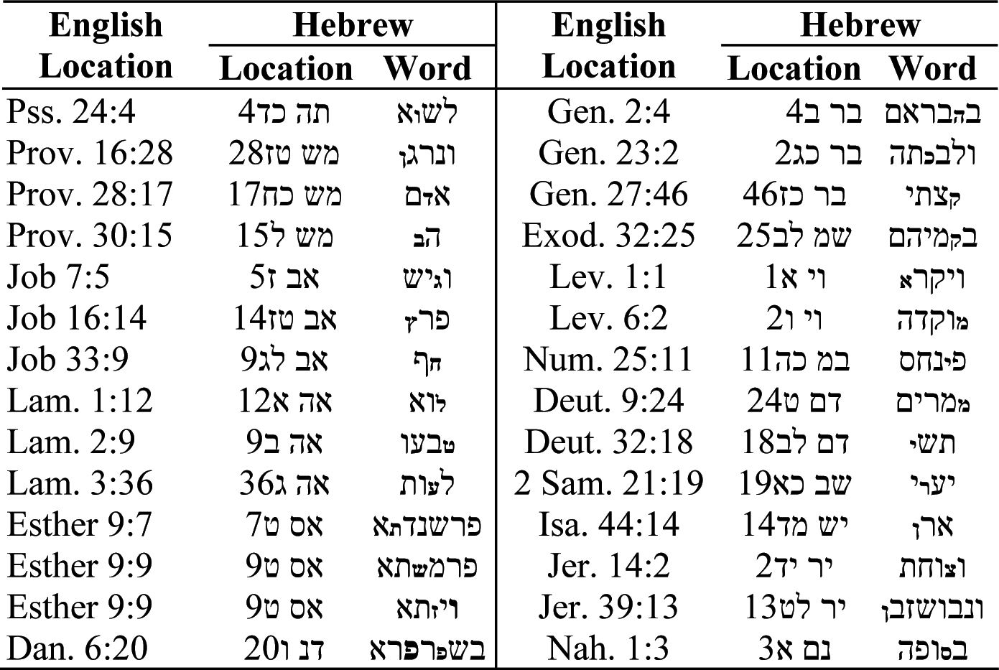 English Hebrew English Hebrew
Location Location Word Location Location Word
Pss. 24:4 תה כד4 לשוא Gen. 2:4 בר ב4 בהבראם
Prov. 16:28 מש טז28 ונרגן Gen. 23:2 בר כג2 ולבכתה
Prov. 28:17 מש כח17 אדם Gen. 27:46 בר כז46 קצתי
Prov. 30:15 מש ל15 הב Exod. 32:25 שמ לב25 בקמיהם
Job 7:5 אב ז5 וגיש Lev. 1:1 וי א1 ויקרא
Job 16:14 אב טז14 פרץ Lev. 6:2 וי ו2 מוקדה
Job 33:9 אב לג9 חף Num. 25:11 במ כה11 פינחס
Lam. 1:12 אה א12 לוא Deut. 9:24 דם ט24 ממרים
Lam. 2:9 אה ב9 טבעו Deut. 32:18 דם לב18 תשי
Lam. 3:36 אה ג36 לעות 2 Sam. 21:19 שב כא19 יערי
Esther 9:7 אס ט7 פרשנדתא Isa. 44:14 יש מד14 ארן
Esther 9:9 אס ט9 פרמשתא Jer. 14:2 יר יד2 וצוחת
Esther 9:9 אס ט9 ויזתא Jer. 39:13 יר לט13 ונבושזבן
Dan. 6:20 דנ ו20 בשפרפרא Nah. 1:3 נם א3 בסופה